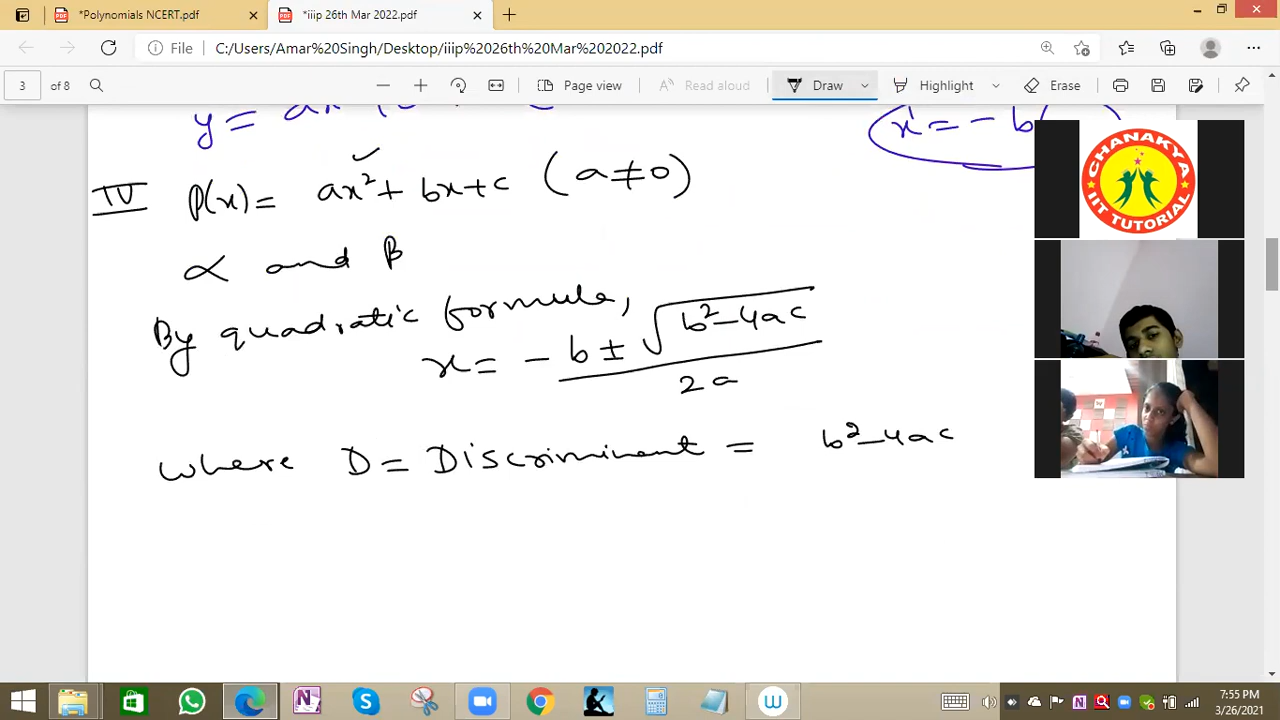 *Polynomials NCERT.pdf
*iiip 26th Mar 2022.pdf
File
C:/Users/Amar%20Singh/Desktop/iiip%2026th%20Mar%202022.pdf
3 of 8
Page view
Read aloud
Draw
Highlight
Erase
y =
x = - b
IV P(x) = ax² + bx + c (a ≠ 0)
α and β
By quadratic formula,
x = - b ± √b² - 4ac
2a
where D = Discriminent = b² - 4ac
CHANAKYA
IIT TUTORIAL
7:55 PM
3/26/2021